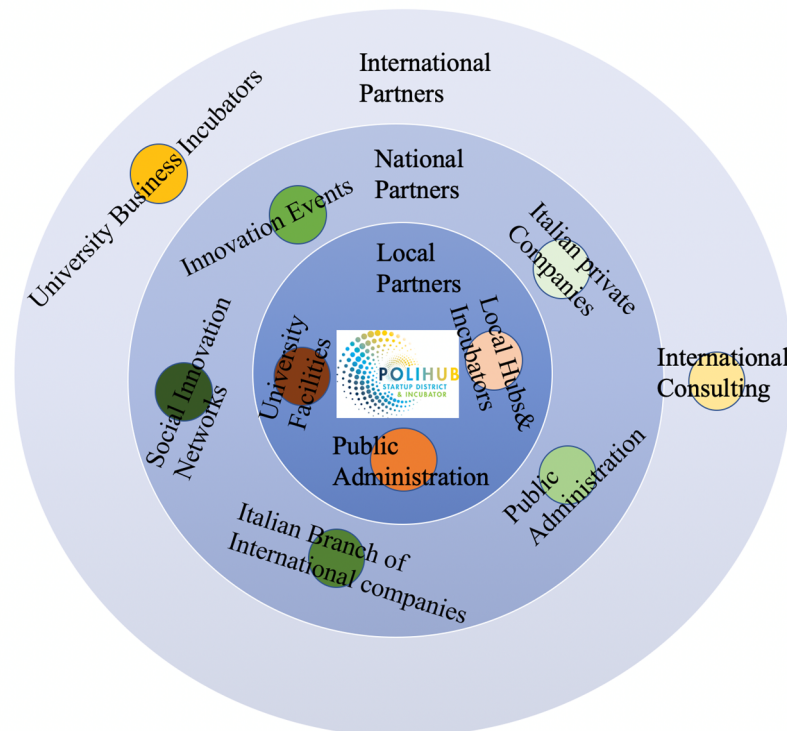 International
Partners
University Business Incubators
National
Partners
Innovation Events
Italian private
Companies
Local
Partners
Social Innovation
Networks
University
Facilities
POLIHUB
STARTUP DISTRICT
& INCUBATOR
Local Hubs&
Incubators
International
Consulting
Public
Administration
Public
Administration
Italian Branch of
International companies